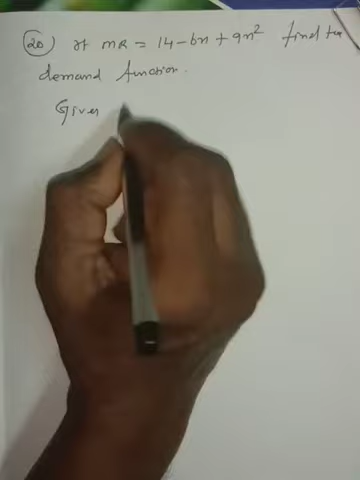 (20) If MR = 14 - 6x + 9x² find the
demand function.
Given